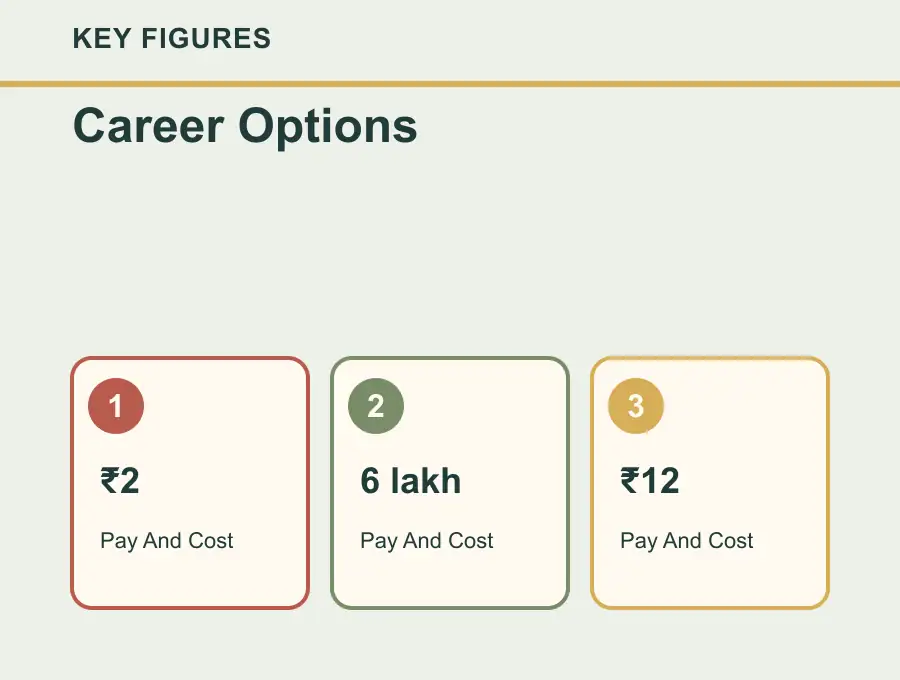 KEY FIGURES
Career Options
1
₹2
Pay And Cost
2
6 lakh
Pay And Cost
3
₹12
Pay And Cost